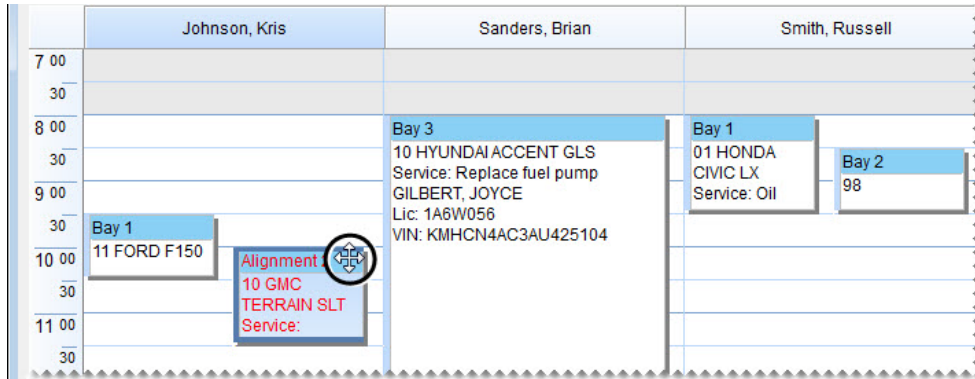 Johnson, Kris
Sanders, Brian
Smith, Russell
7 00
30
8 00
30
9 00
30
10 00
30
11 00
30
Bay 1
11 FORD F150
Alignment
10 GMC
TERRAIN SLT
Service:
Bay 3
10 HYUNDAI ACCENT GLS
Service: Replace fuel pump
GILBERT, JOYCE
Lic: 1A6W056
VIN: KMHCN4AC3AU425104
Bay 1
01 HONDA
CIVIC LX
Service: Oil
Bay 2
98